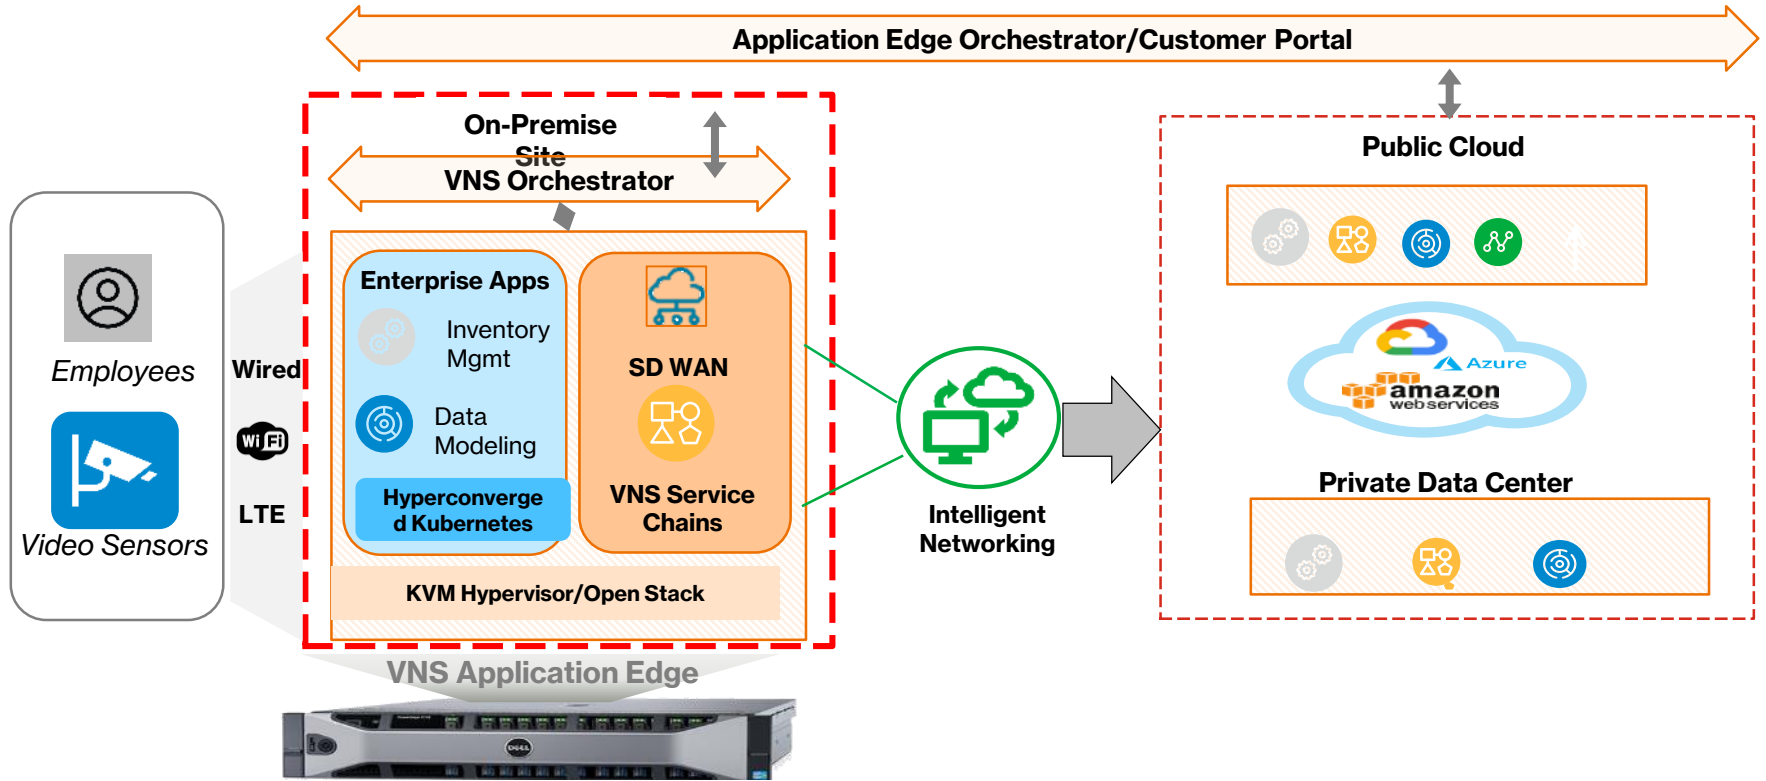 Application Edge Orchestrator/Customer Portal
On-Premise
Site
VNS Orchestrator
Public Cloud
Enterprise Apps
Inventory
Mgmt
Data
Modeling
Hyperconverge
d Kubernetes
SD WAN
VNS Service
Chains
KVM Hypervisor/Open Stack
Employees
Video Sensors
Wired
WiFi
LTE
Intelligent
Networking
Azure
amazon
webservices
Private Data Center
VNS Application Edge
DELL